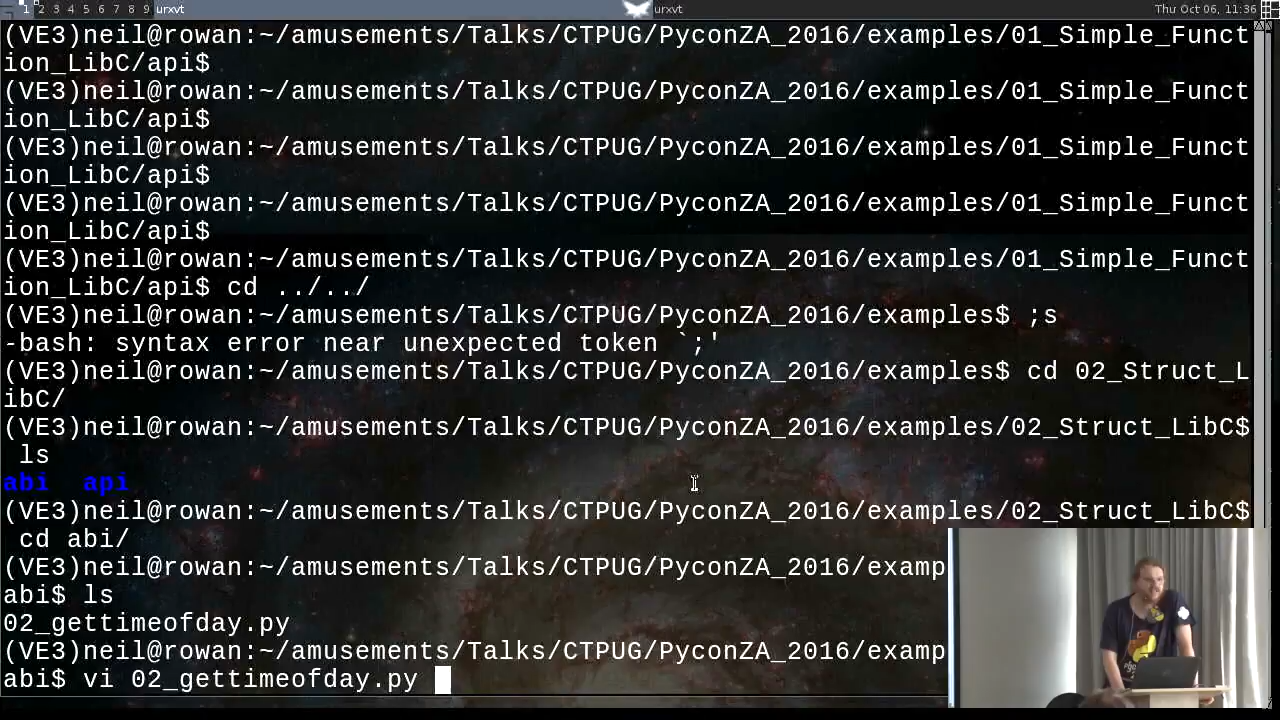 1 2 3 4 5 6 7 8 9 urxvt urxvt Thu Oct 06, 11:36
(VE3)neil@rowan:~/amusements/Talks/CTPUG/PyconZA_2016/examples/01_Simple_Funct
ion_LibC/api$
(VE3)neil@rowan:~/amusements/Talks/CTPUG/PyconZA_2016/examples/01_Simple_Funct
ion_LibC/api$
(VE3)neil@rowan:~/amusements/Talks/CTPUG/PyconZA_2016/examples/01_Simple_Funct
ion_LibC/api$
(VE3)neil@rowan:~/amusements/Talks/CTPUG/PyconZA_2016/examples/01_Simple_Funct
ion_LibC/api$
(VE3)neil@rowan:~/amusements/Talks/CTPUG/PyconZA_2016/examples/01_Simple_Funct
ion_LibC/api$ cd ../../
(VE3)neil@rowan:~/amusements/Talks/CTPUG/PyconZA_2016/examples$ ;s
-bash: syntax error near unexpected token `;'
(VE3)neil@rowan:~/amusements/Talks/CTPUG/PyconZA_2016/examples$ cd 02_Struct_L
ibC/
(VE3)neil@rowan:~/amusements/Talks/CTPUG/PyconZA_2016/examples/02_Struct_LibC$
ls
abi api
(VE3)neil@rowan:~/amusements/Talks/CTPUG/PyconZA_2016/examples/02_Struct_LibC$
cd abi/
(VE3)neil@rowan:~/amusements/Talks/CTPUG/PyconZA_2016/examp
abi$ ls
02_gettimeofday.py
(VE3)neil@rowan:~/amusements/Talks/CTPUG/PyconZA_2016/examp
abi$ vi 02_gettimeofday.py